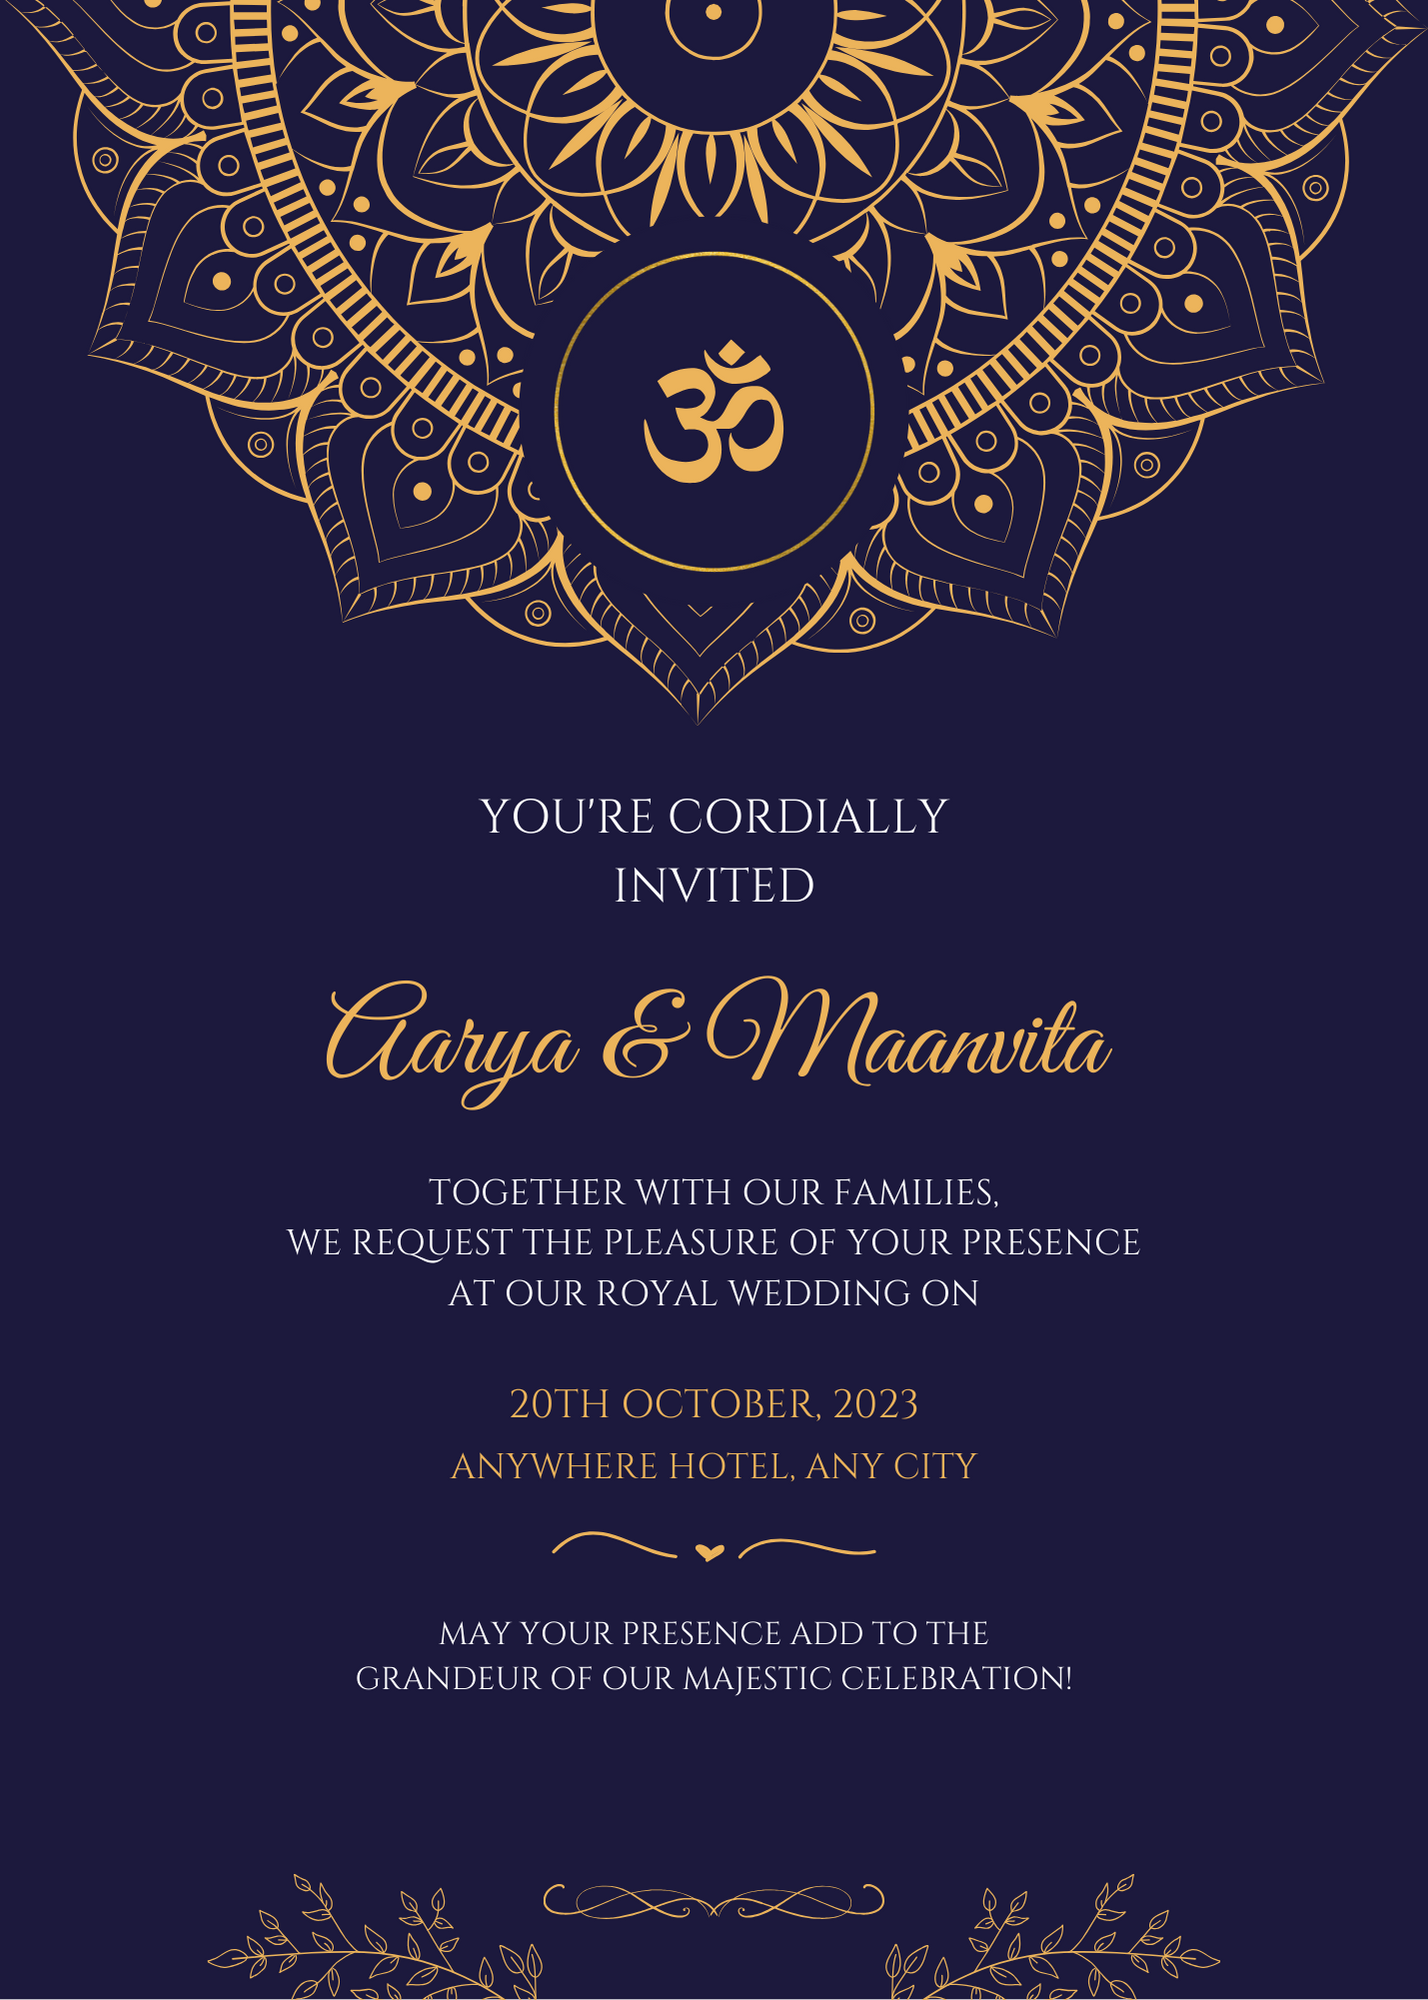 ॐ
YOU'RE CORDIALLY
INVITED
Aarya & Maanvita
TOGETHER WITH OUR FAMILIES,
WE REQUEST THE PLEASURE OF YOUR PRESENCE
AT OUR ROYAL WEDDING ON
20TH OCTOBER, 2023
ANYWHERE HOTEL, ANY CITY
MAY YOUR PRESENCE ADD TO THE
GRANDEUR OF OUR MAJESTIC CELEBRATION!